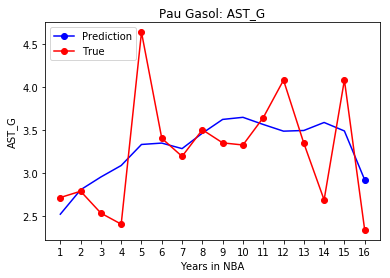 Pau Gasol: AST_G
Prediction
True
4.5
4.0
3.5
3.0
2.5
AST_G
1 2 3 4 5 6 7 8 9 10 11 12 13 14 15 16
Years in NBA